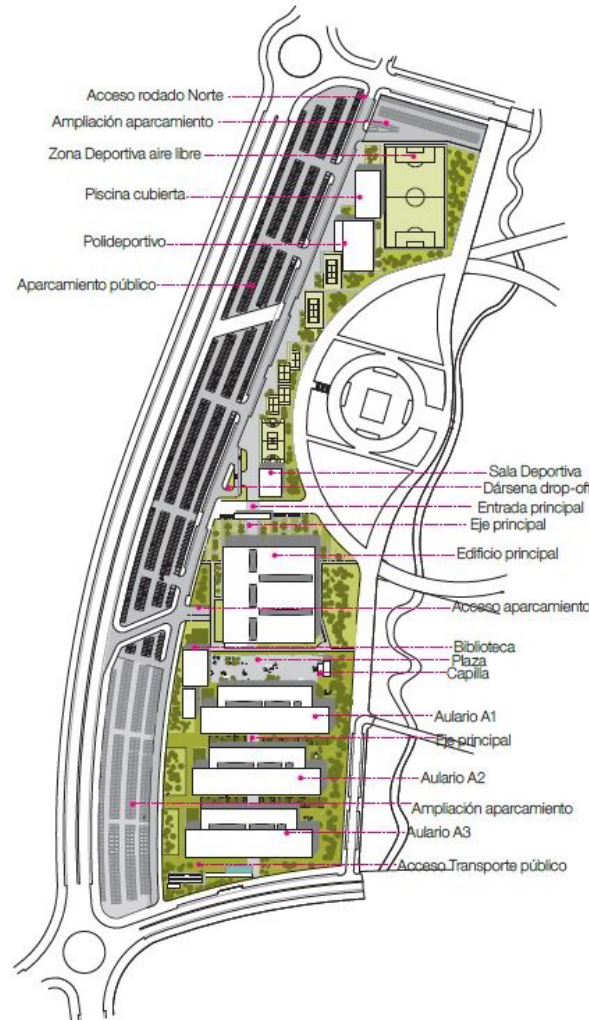 Acceso rodado Norte
Ampliación aparcamiento
Zona Deportiva aire libre
Piscina cubierta
Polideportivo
Aparcamiento público
Sala Deportiva
Dársena drop-off
Entrada principal
Eje principal
Edificio principal
Acceso aparcamiento
Biblioteca
Plaza
Capilla
Aulario A1
Eje principal
Aulario A2
Ampliación aparcamiento
Aulario A3
Acceso Transporte público